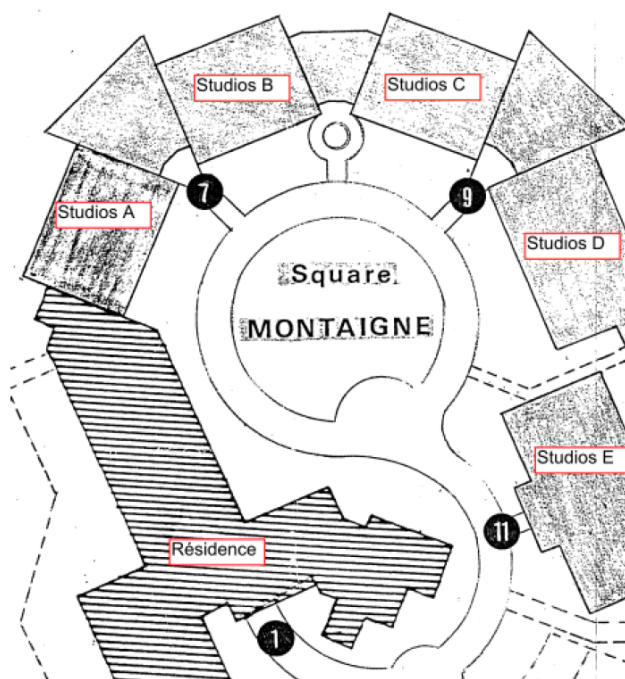 Studios B
Studios C
Studios A
7
9
Studios D
Square
MONTAIGNE
Studios E
11
Résidence
1